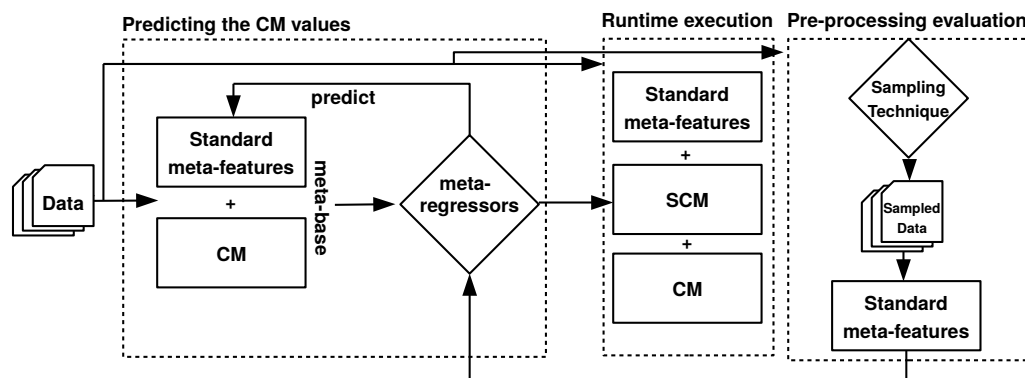 Predicting the CM values
Runtime execution
Pre-processing evaluation
predict
Standard
meta-features
+
CM
Data
meta-base
meta-
regressors
Standard
meta-features
+
SCM
+
CM
Sampling
Technique
Sampled
Data
Standard
meta-features